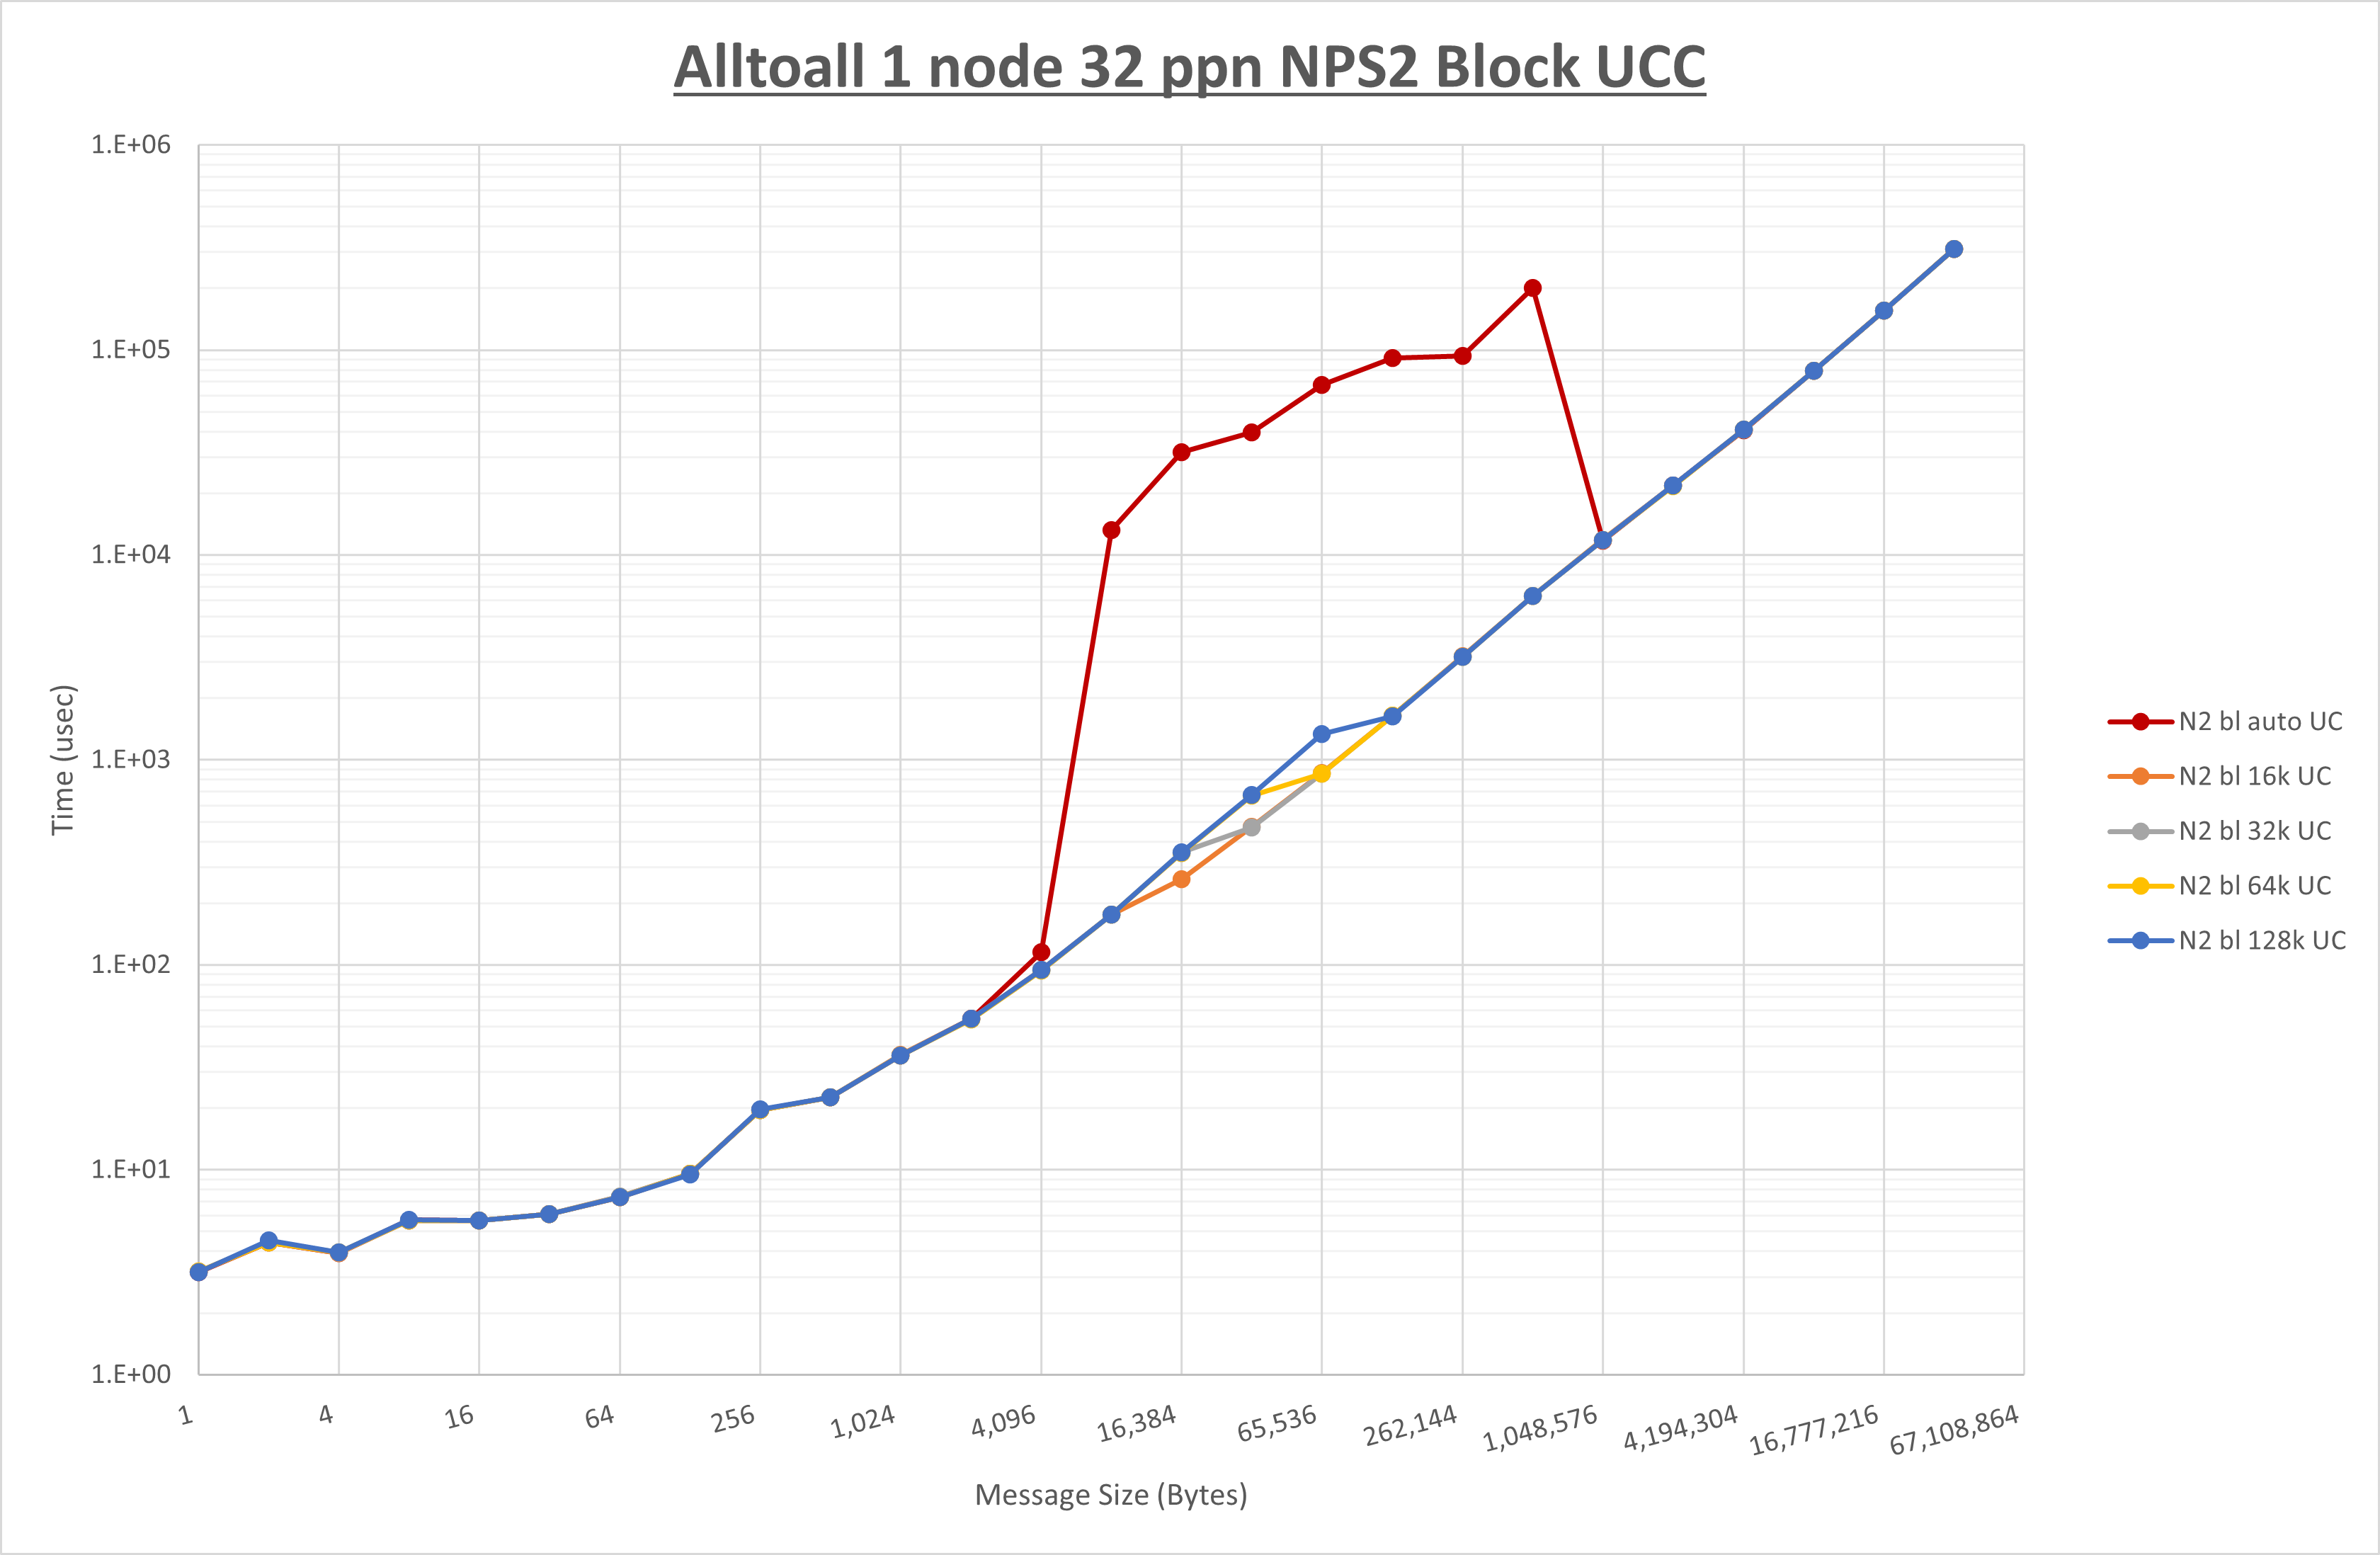 Alltoall 1 node 32 ppn NPS2 Block UCC
1.E+06
1.E+05
1.E+04
1.E+03
1.E+02
1.E+01
1.E+00
Time (usec)
1
4
16
64
256
1,024
4,096
16,384
65,536
262,144
1,048,576
4,194,304
16,777,216
67,108,864
Message Size (Bytes)
N2 bl auto UC
N2 bl 16k UC
N2 bl 32k UC
N2 bl 64k UC
N2 bl 128k UC